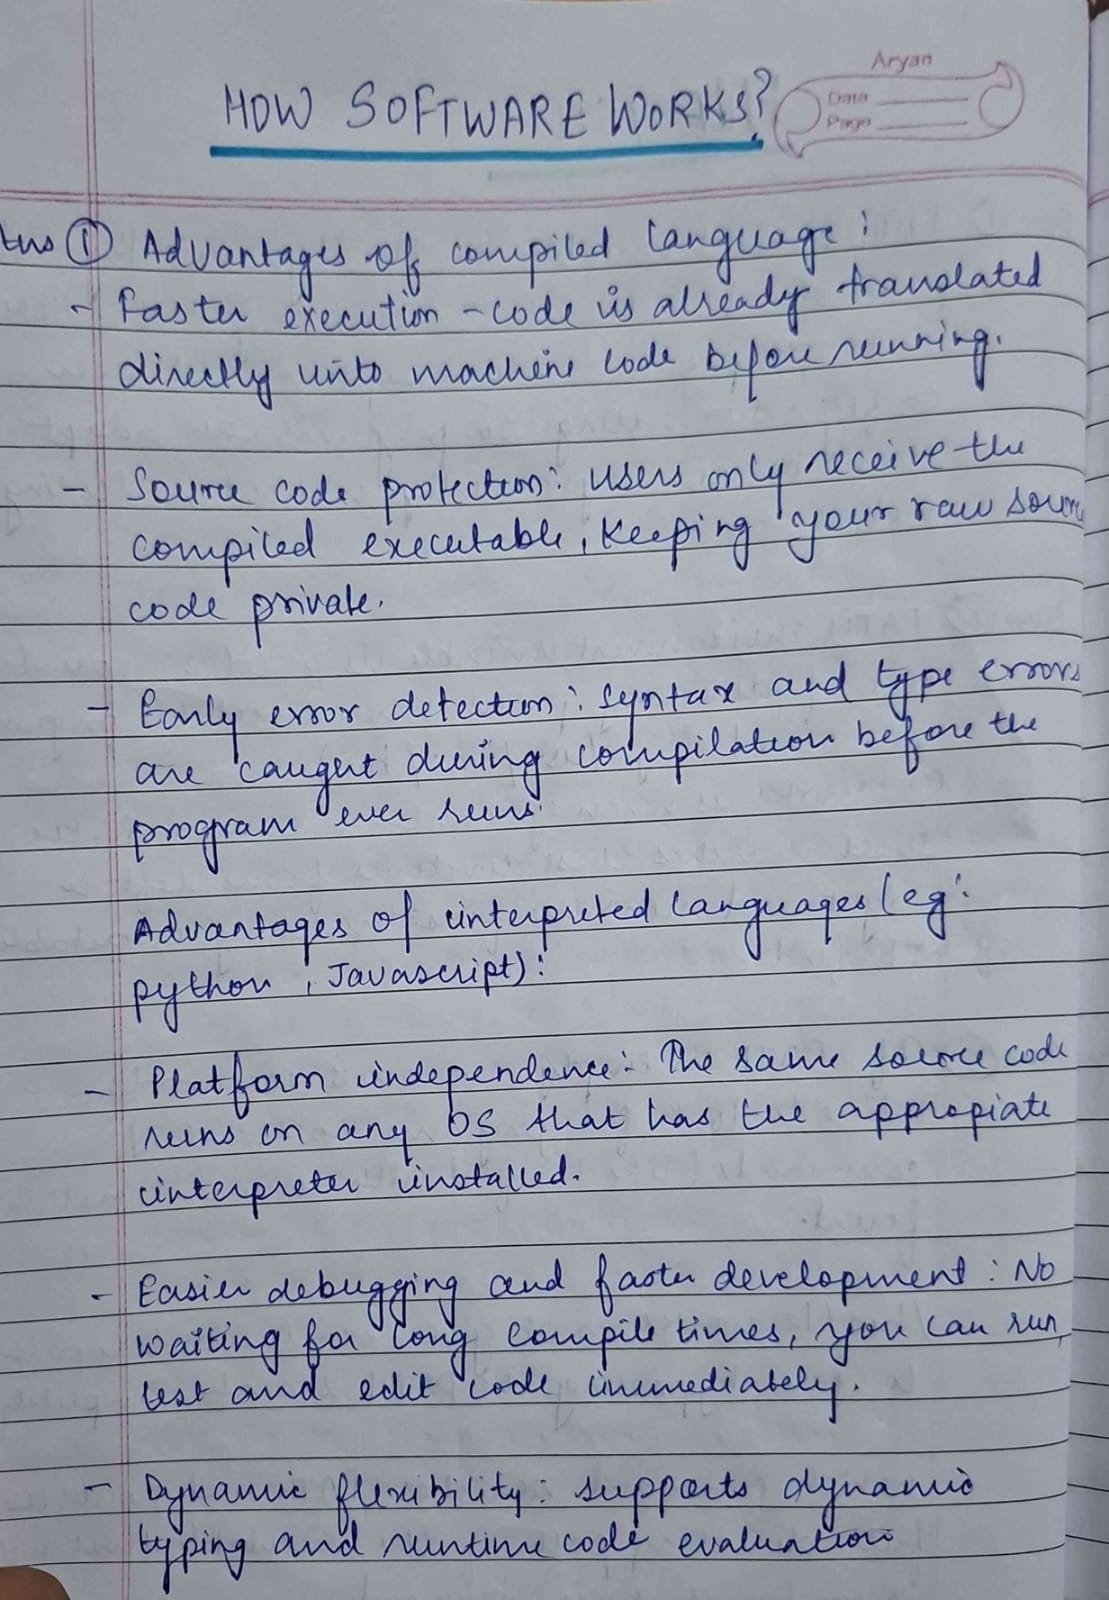 Aryan
HOW SOFTWARE WORKS?
Date
Page
Ans ① Advantages of compiled language:
- Faster execution - code is already translated
directly into machine code before running.
- Source code protection: users only receive the
compiled executable, keeping your raw source
code private.
- Early error detection: syntax and type errors
are caught during compilation before the
program ever runs.
Advantages of interpreted languages (eg:
python, Javascript):
- Platform independence: The same source code
runs on any OS that has the appropiate
interpreter installed.
- Easier debugging and faster development: No
waiting for long compile times, you can run,
test and edit code immediately.
- Dynamic flexibility: supports dynamic
typing and runtime code evaluation